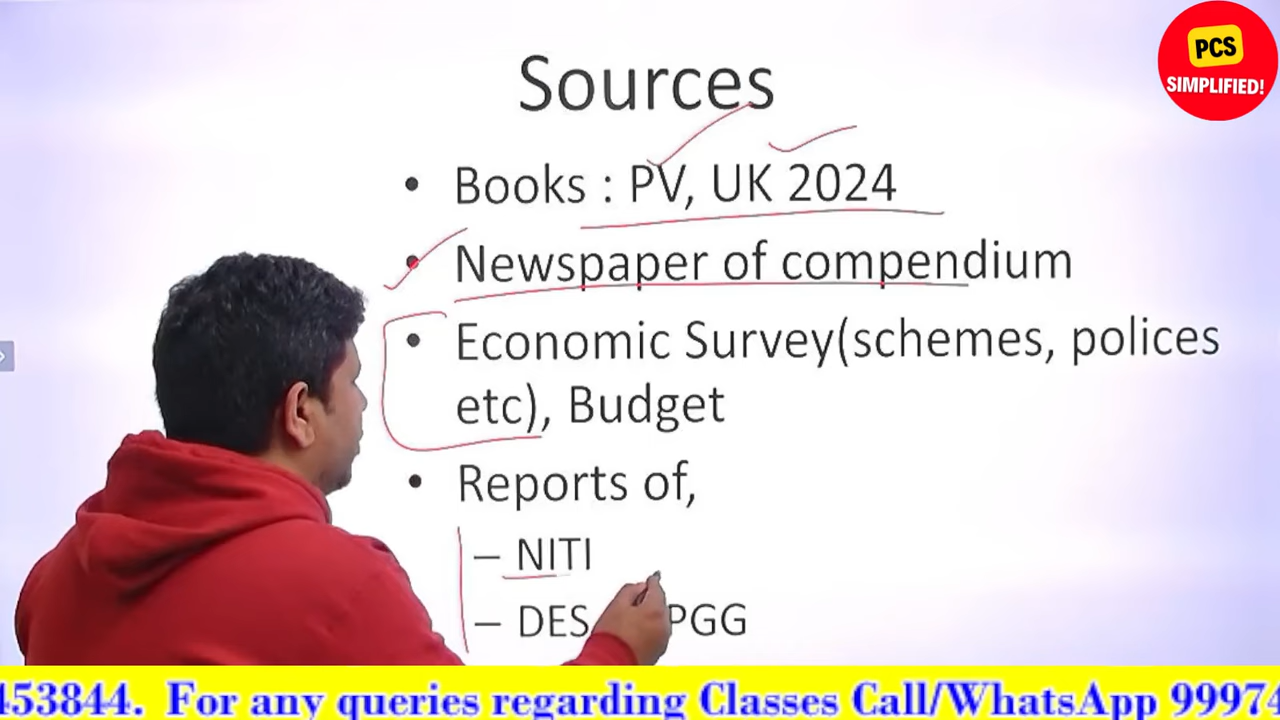 PCS
SIMPLIFIED!
Sources
• Books : PV, UK 2024
• Newspaper of compendium
• Economic Survey(schemes, polices
etc), Budget
• Reports of,
– NITI
– DES PGG
453844. For any queries regarding Classes Call/WhatsApp 99974